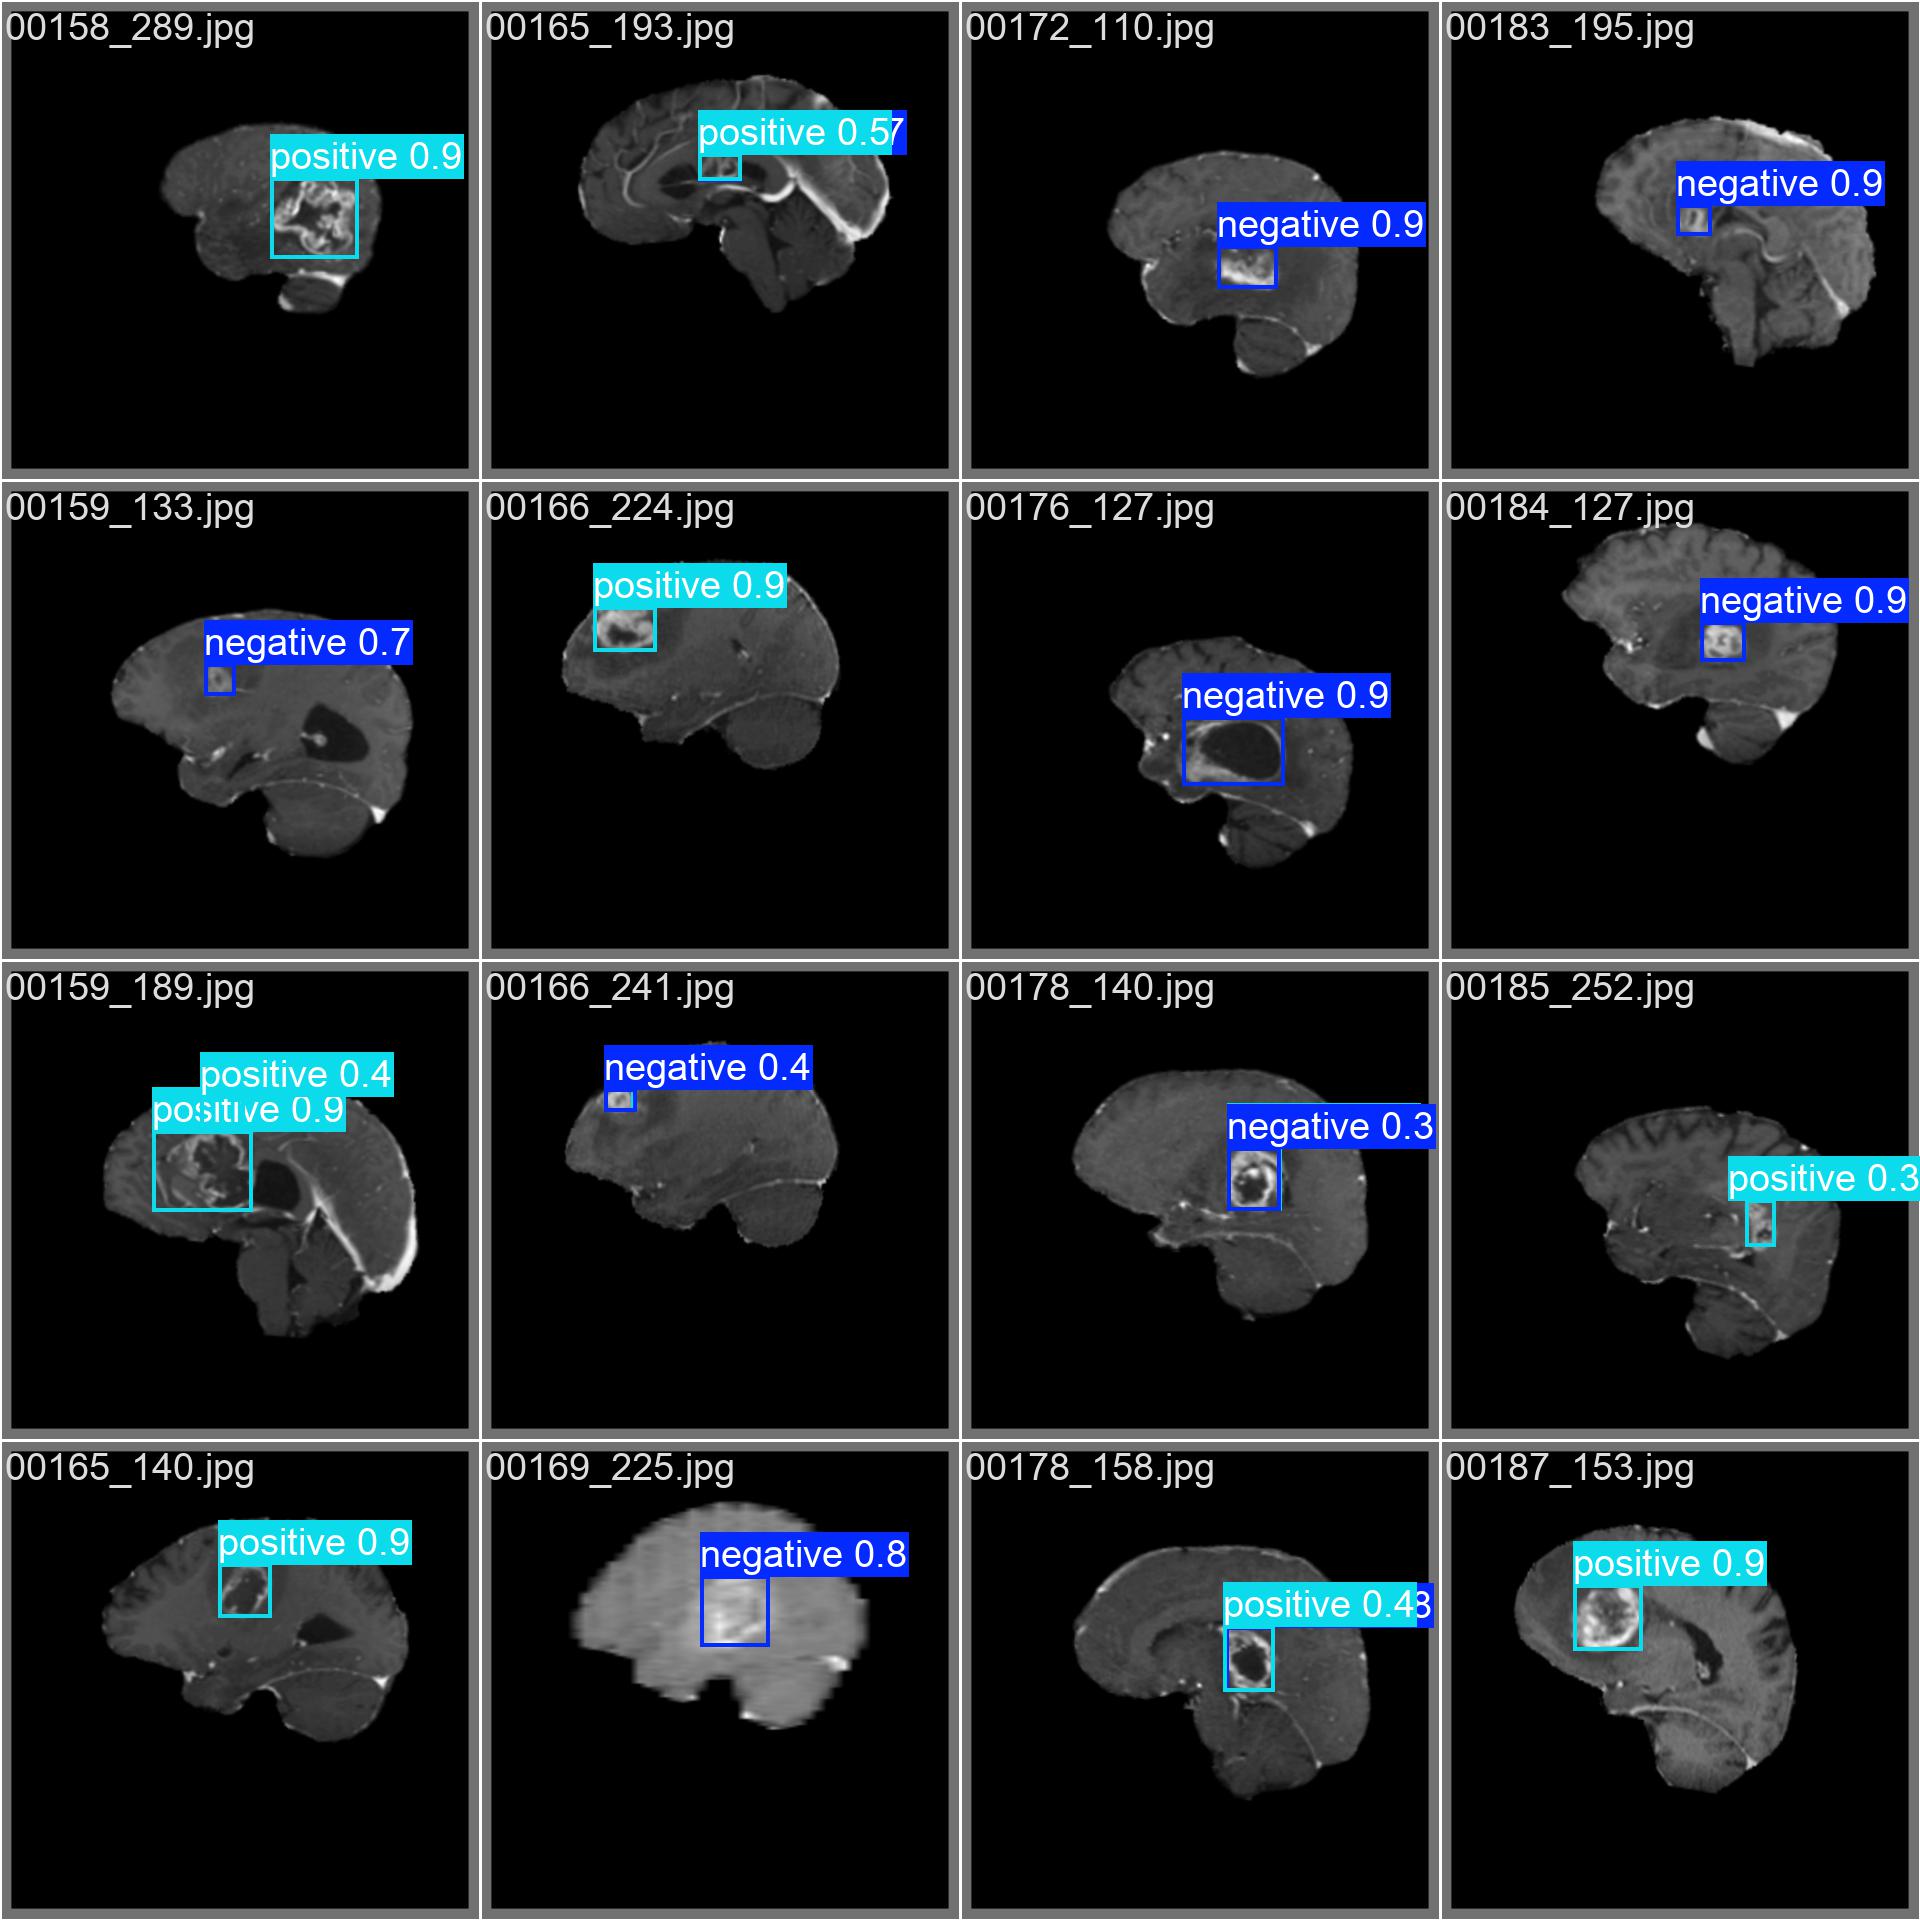 00158_289.jpg
positive 0.9
00165_193.jpg
positive 0.57
00172_110.jpg
negative 0.9
00183_195.jpg
negative 0.9
00159_133.jpg
negative 0.7
00166_224.jpg
positive 0.9
00176_127.jpg
negative 0.9
00184_127.jpg
negative 0.9
00159_189.jpg
positive 0.4
positive 0.9
00166_241.jpg
negative 0.4
00178_140.jpg
negative 0.3
00185_252.jpg
positive 0.3
00165_140.jpg
positive 0.9
00169_225.jpg
negative 0.8
00178_158.jpg
positive 0.43
00187_153.jpg
positive 0.9